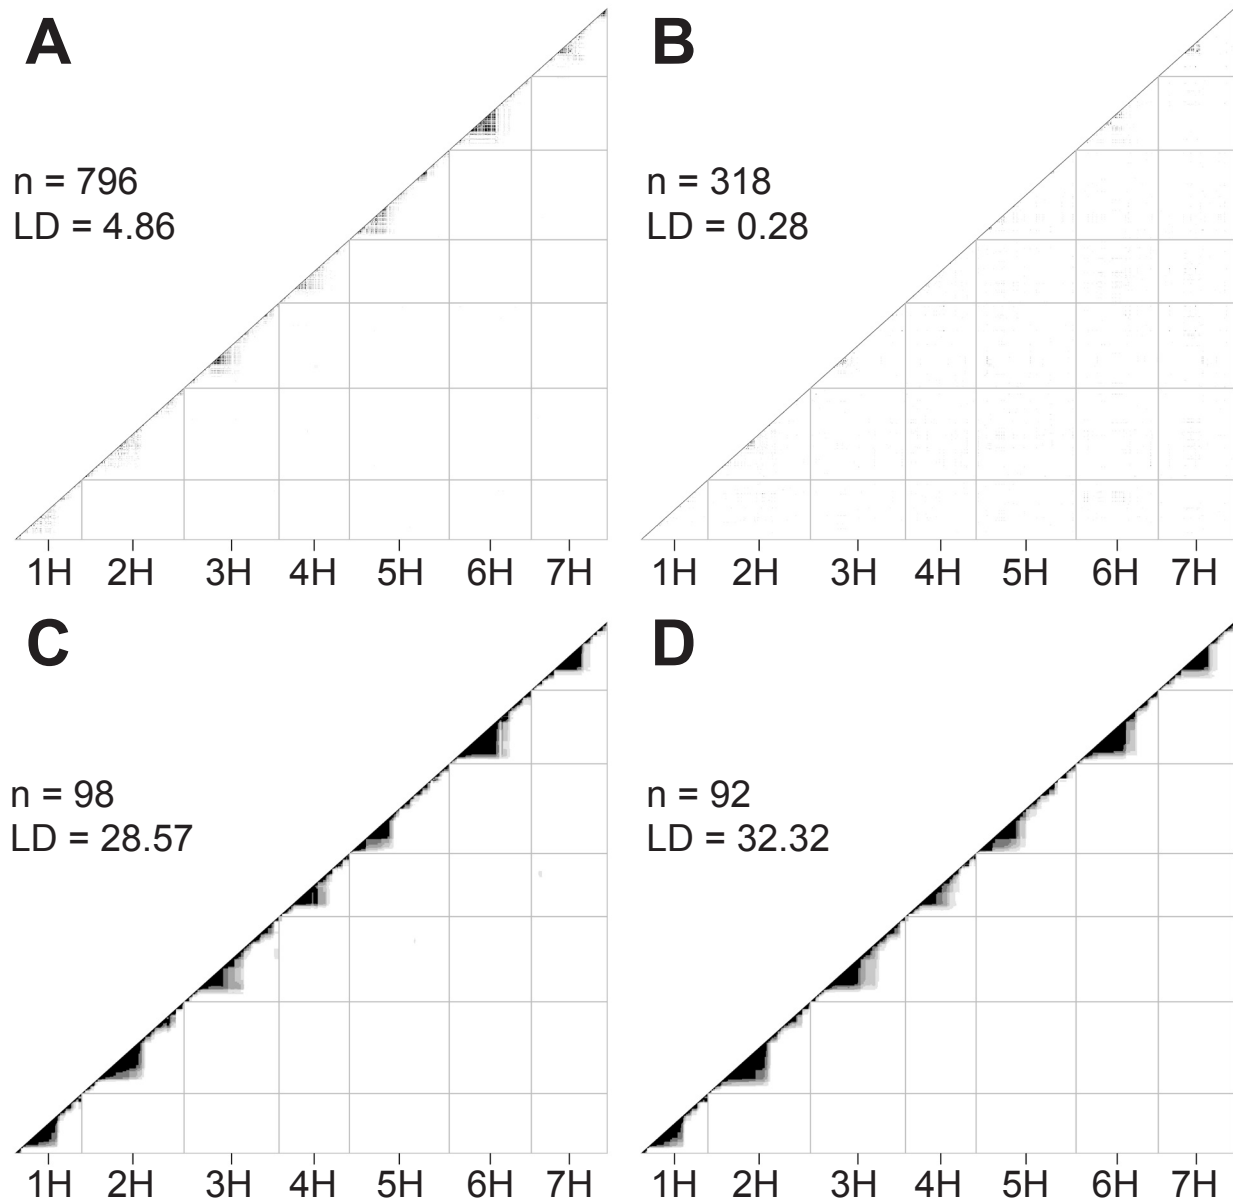 A
n = 796
LD = 4.86
1H 2H 3H 4H 5H 6H 7H
B
n = 318
LD = 0.28
1H 2H 3H 4H 5H 6H 7H
C
n = 98
LD = 28.57
1H 2H 3H 4H 5H 6H 7H
D
n = 92
LD = 32.32
1H 2H 3H 4H 5H 6H 7H